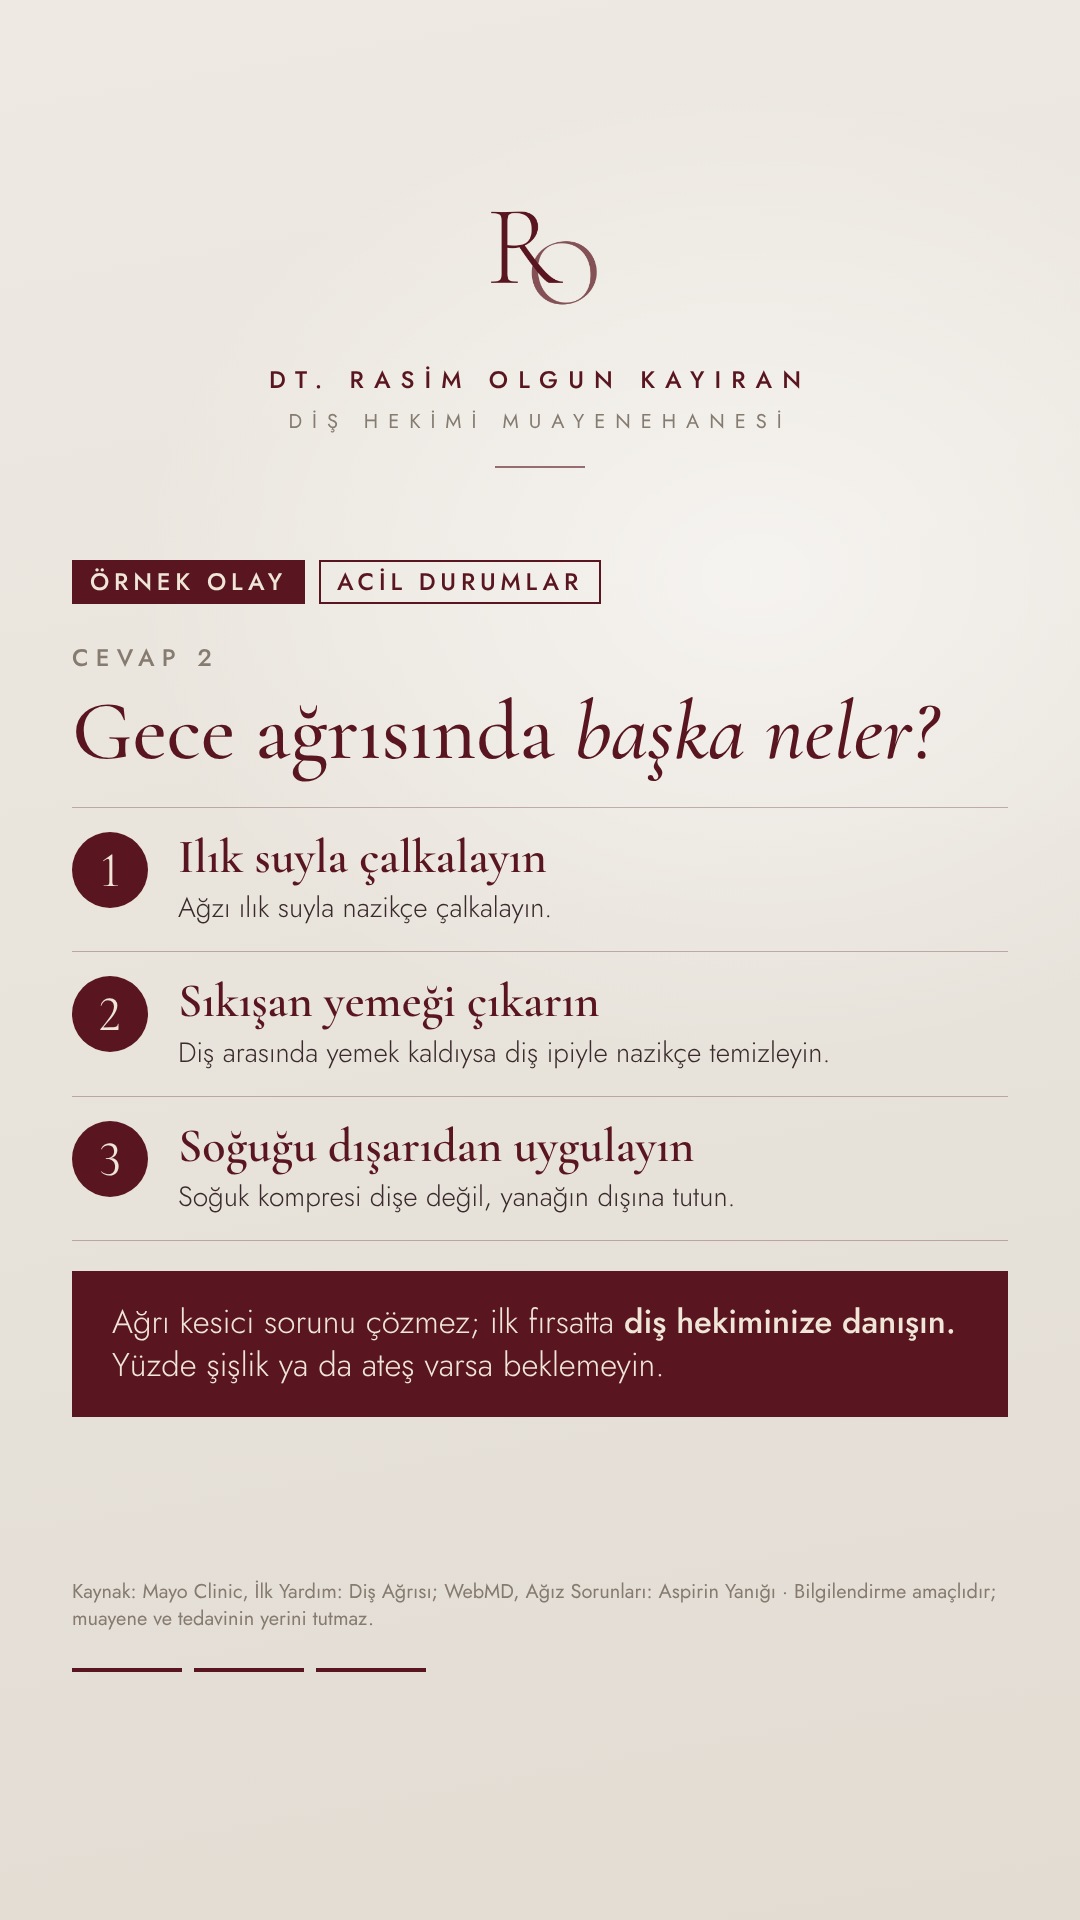 RO
DT. RASİM OLGUN KAYIRAN
DİŞ HEKİMİ MUAYENEHANESİ
ÖRNEK OLAY
ACİL DURUMLAR
CEVAP 2
Gece ağrısında başka neler?
1
Ilık suyla çalkalayın
Ağzı ılık suyla nazikçe çalkalayın.
2
Sıkışan yemeği çıkarın
Diş arasında yemek kaldıysa diş ipiyle nazikçe temizleyin.
3
Soğuğu dışarıdan uygulayın
Soğuk kompresi dişe değil, yanağın dışına tutun.
Ağrı kesici sorunu çözmez; ilk fırsatta diş hekiminize danışın.
Yüzde şişlik ya da ateş varsa beklemeyin.
Kaynak: Mayo Clinic, İlk Yardım: Diş Ağrısı; WebMD, Ağız Sorunları: Aspirin Yanığı · Bilgilendirme amaçlıdır;
muayene ve tedavinin yerini tutmaz.